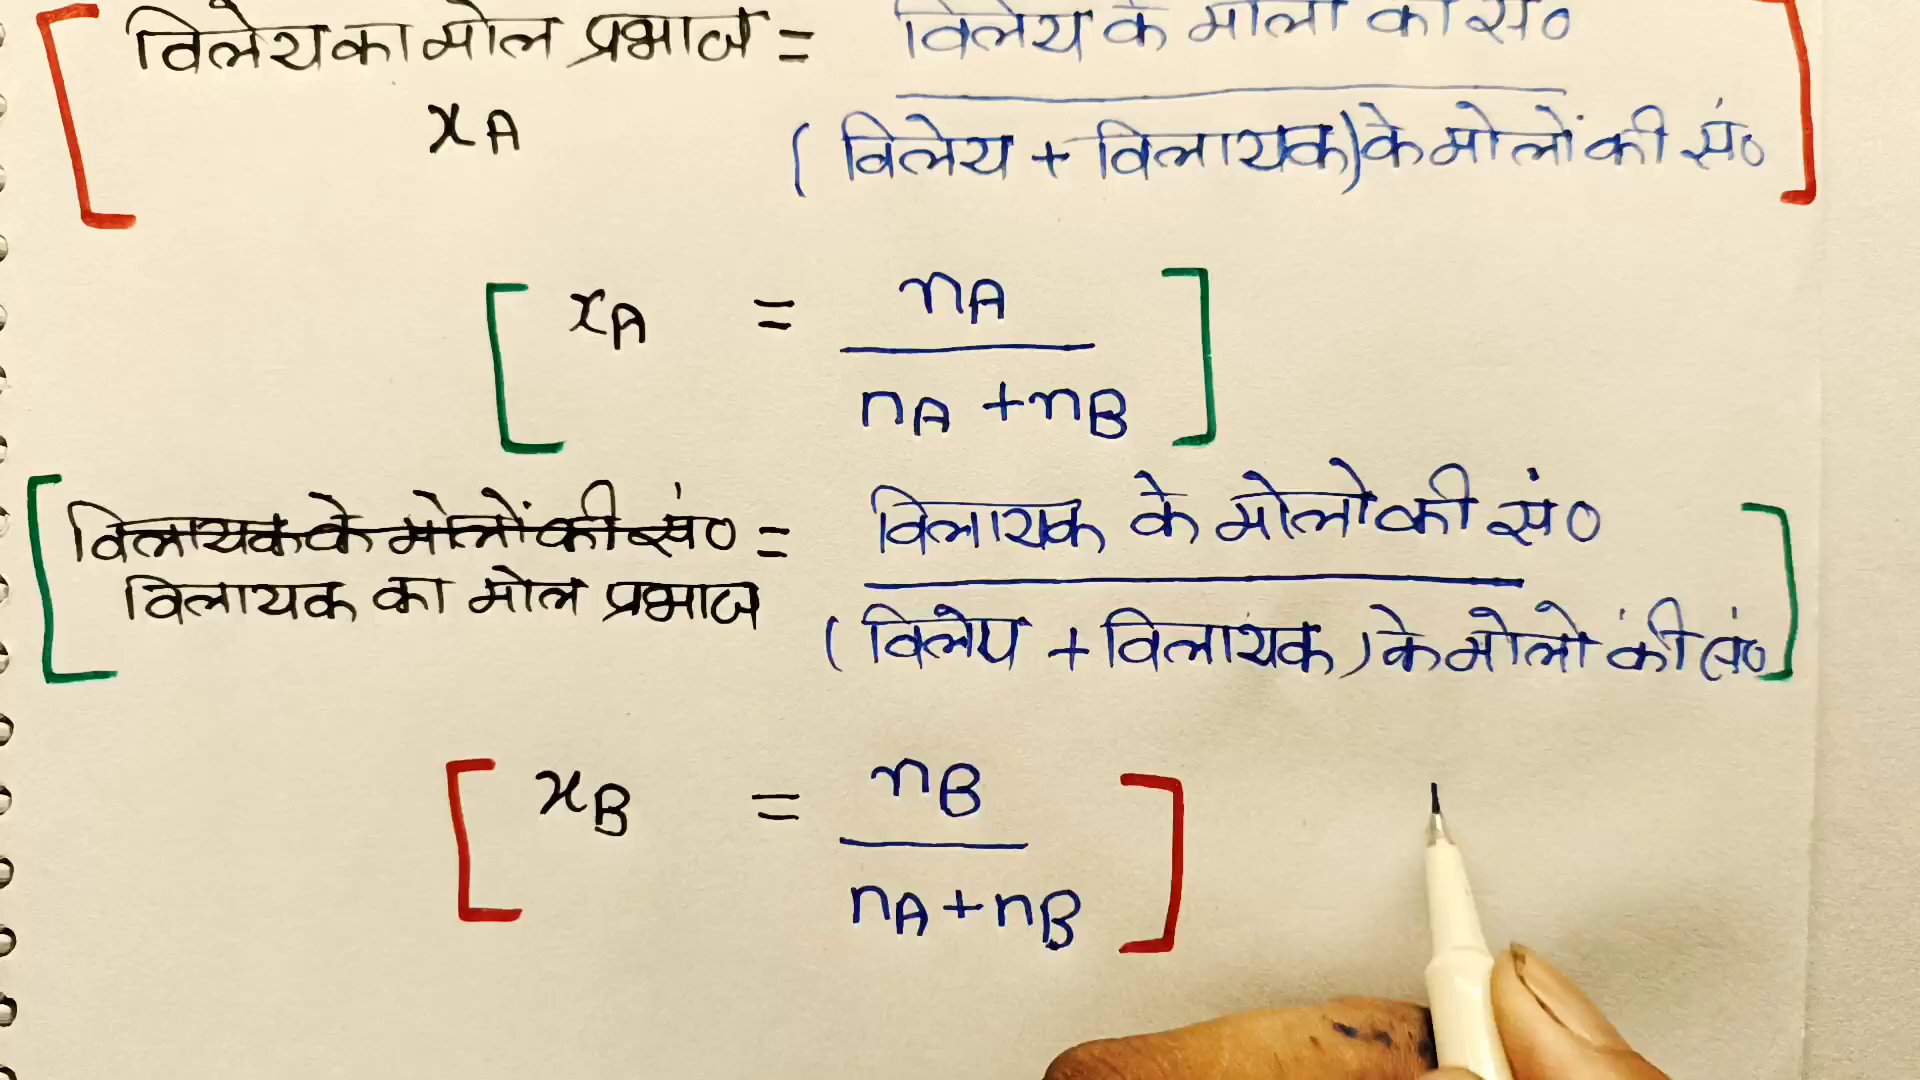 विलेय का मोल प्रभाज = विलेय के मोलों की सं०
xA (विलेय + विलायक) के मोलों की सं०
xA = nA
nA + nB
विलायक के मोलों की सं० = विलायक के मोलो की सं०
विलायक का मोल प्रभाज (विलेय + विलायक) के मोलो की सं०
xB = nB
nA + nB